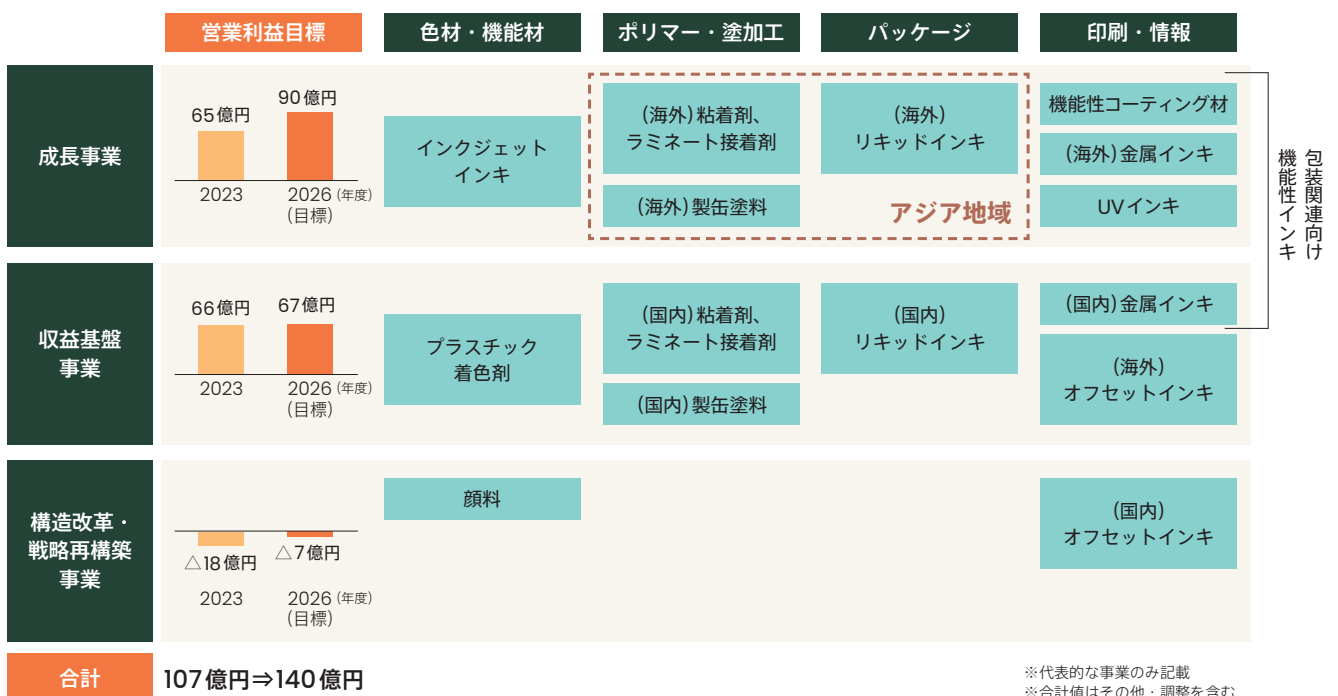 営業利益目標
色材・機能材
ポリマー・塗加工
パッケージ
印刷・情報
成長事業
65億円
90億円
2023
2026 (年度)
(目標)
インクジェット
インキ
(海外)粘着剤、
ラミネート接着剤
(海外)製缶塗料
(海外)
リキッドインキ
アジア地域
機能性コーティング材
(海外)金属インキ
UVインキ
包装関連向け
機能性インキ
収益基盤
事業
66億円
67億円
2023
2026 (年度)
(目標)
プラスチック
着色剤
(国内)粘着剤、
ラミネート接着剤
(国内)製缶塗料
(国内)
リキッドインキ
(国内)金属インキ
(海外)
オフセットインキ
構造改革・
戦略再構築
事業
△18億円
△7億円
2023
2026 (年度)
(目標)
顔料
(国内)
オフセットインキ
合計
107億円⇒140億円
※代表的な事業のみ記載
※合計値はその他・調整を含む